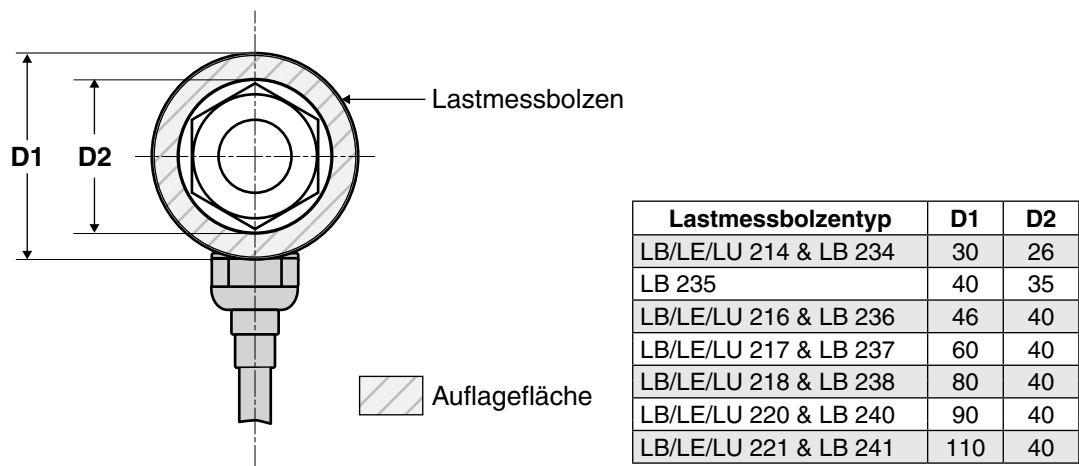 D1
D2
Lastmessbolzen
Auflagefläche
Lastmessbolzentyp D1 D2
LB/LE/LU 214 & LB 234 30 26
LB 235 40 35
LB/LE/LU 216 & LB 236 46 40
LB/LE/LU 217 & LB 237 60 40
LB/LE/LU 218 & LB 238 80 40
LB/LE/LU 220 & LB 240 90 40
LB/LE/LU 221 & LB 241 110 40